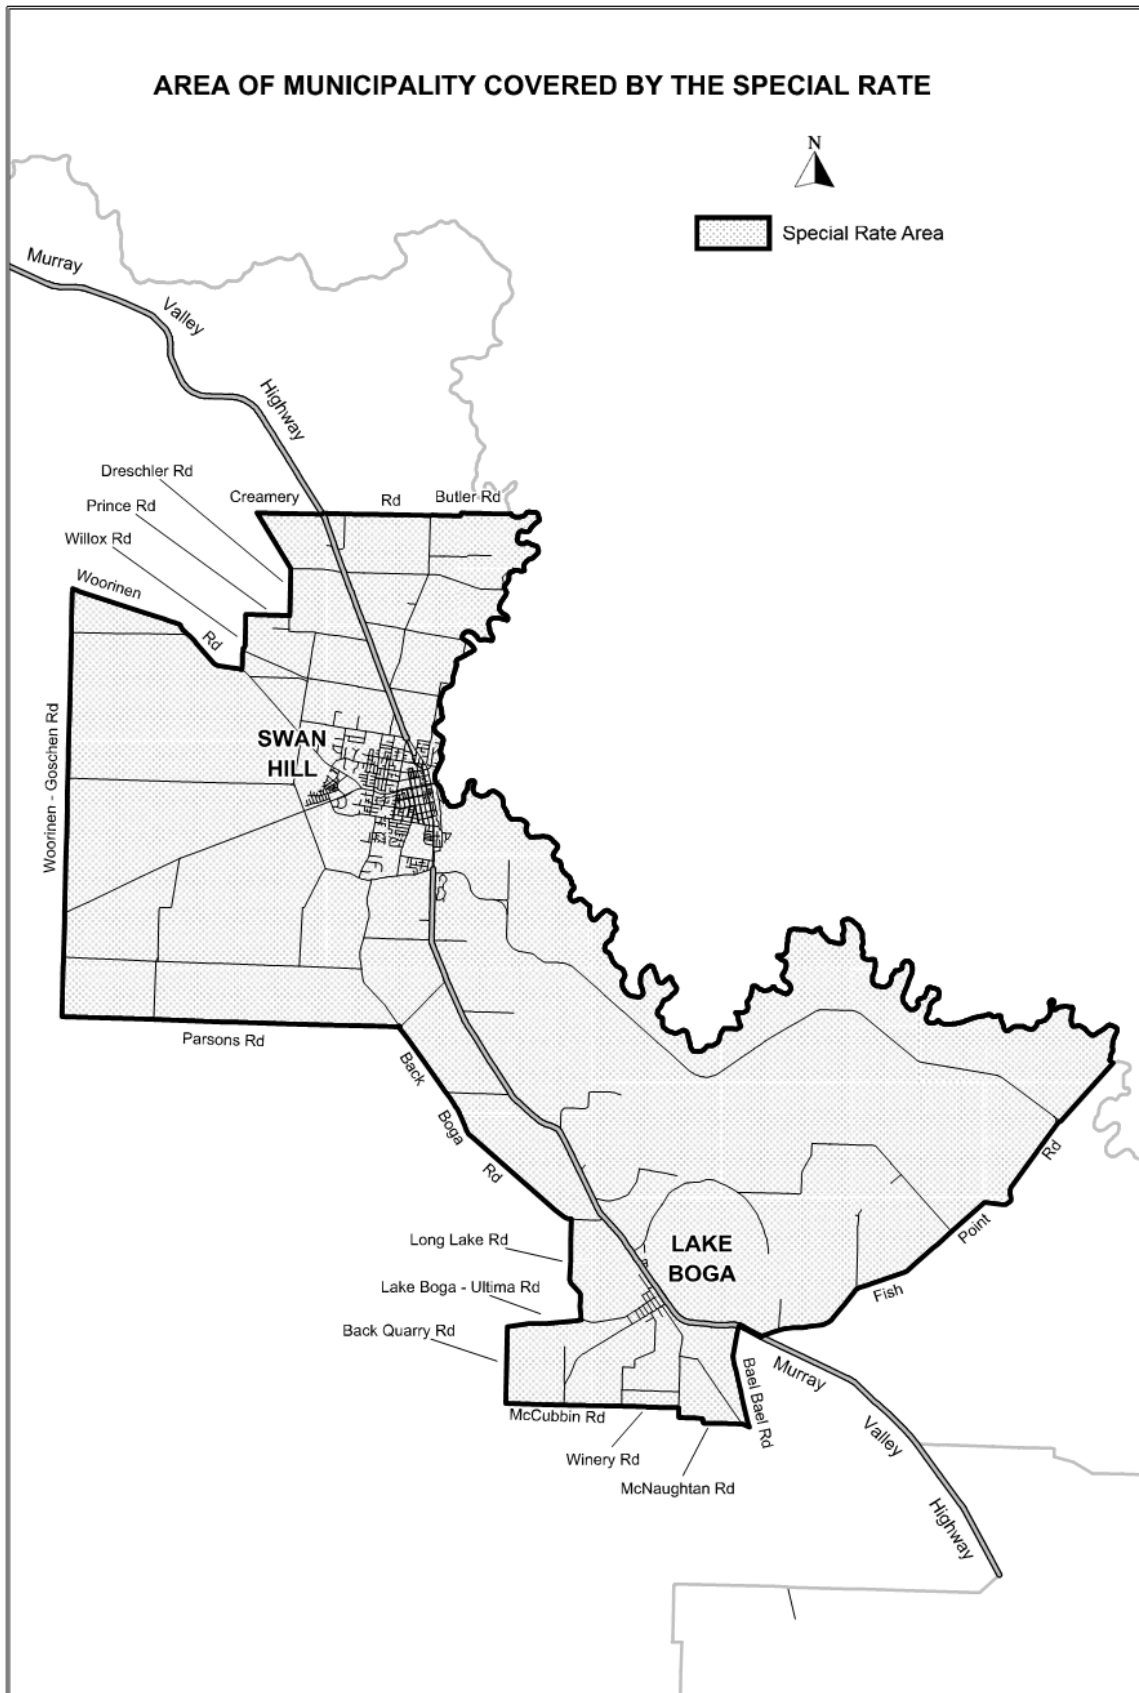 AREA OF MUNICIPALITY COVERED BY THE SPECIAL RATE
N
Special Rate Area
Murray
Valley
Highway
Dreschler Rd
Creamery
Rd
Butler Rd
Prince Rd
Willox Rd
Woorinen
Rd
Woorinen - Goschen Rd
SWAN
HILL
Parsons Rd
Back
Boga
Rd
Rd
Point
Fish
Long Lake Rd
LAKE
BOGA
Lake Boga - Ultima Rd
Back Quarry Rd
Murray
Valley
Highway
Bael Bael Rd
McCubbin Rd
Winery Rd
McNaughtan Rd